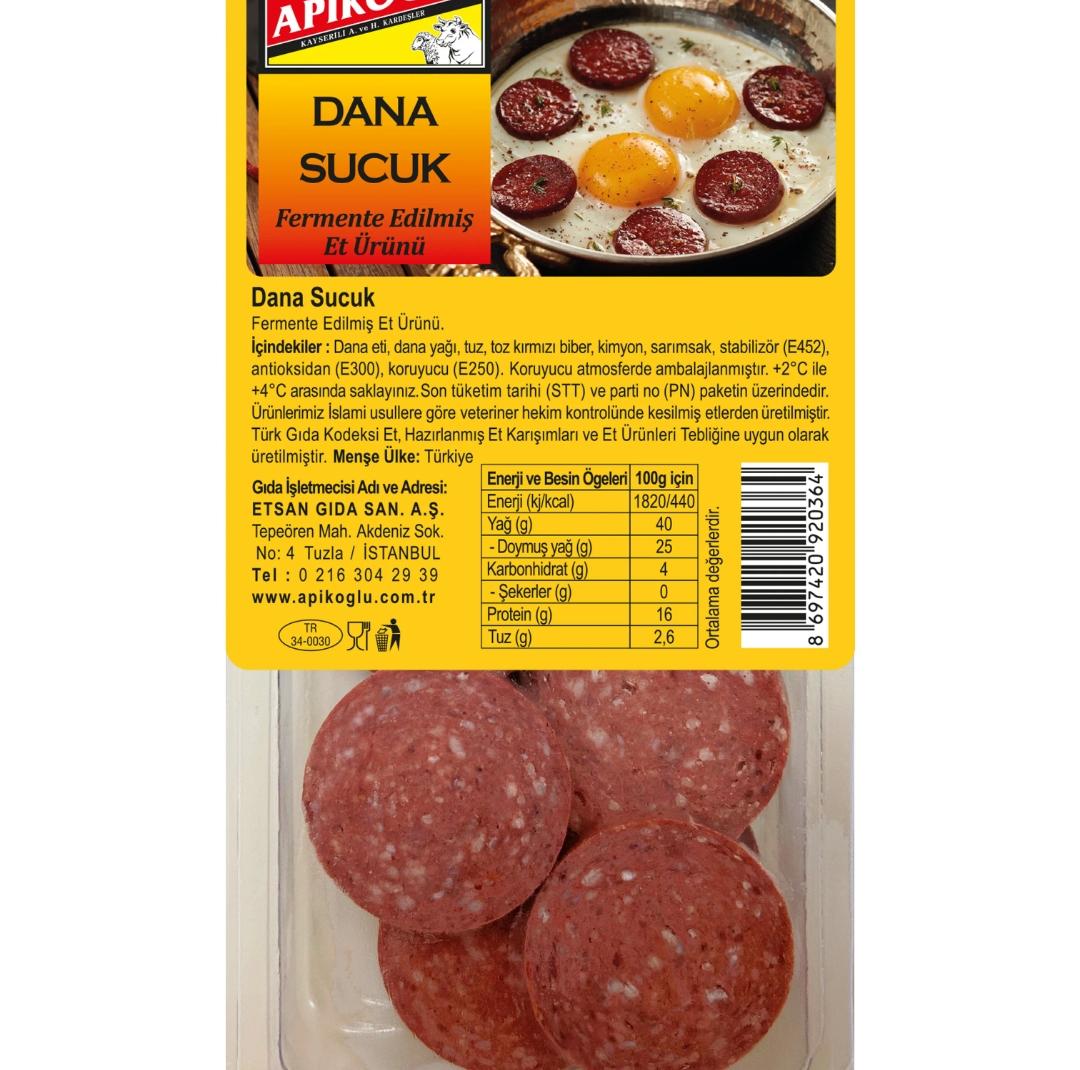 KAYSERİLİ A. ve H. KARDEŞLER
DANA
SUCUK
Fermente Edilmiş
Et Ürünü
Dana Sucuk
Fermente Edilmiş Et Ürünü.
İçindekiler : Dana eti, dana yağı, tuz, toz kırmızı biber, kimyon, sarımsak, stabilizör (E452),
antioksidan (E300), koruyucu (E250). Koruyucu atmosferde ambalajlanmıştır. +2°C ile
+4°C arasında saklayınız.Son tüketim tarihi (STT) ve parti no (PN) paketin üzerindedir.
Ürünlerimiz İslami usullere göre veteriner hekim kontrolünde kesilmiş etlerden üretilmiştir.
Türk Gıda Kodeksi Et, Hazırlanmış Et Karışımları ve Et Ürünleri Tebliğine uygun olarak
üretilmiştir. Menşe Ülke: Türkiye
Gıda İşletmecisi Adı ve Adresi:
ETSAN GIDA SAN. A.Ş.
Tepeören Mah. Akdeniz Sok.
No: 4 Tuzla / İSTANBUL
Tel : 0 216 304 29 39
www.apikoglu.com.tr
TR
34-0030
Enerji ve Besin Ögeleri 100g için
Enerji (kj/kcal) 1820/440
Yağ (g) 40
- Doymuş yağ (g) 25
Karbonhidrat (g) 4
- Şekerler (g) 0
Protein (g) 16
Tuz (g) 2,6
Ortalama değerlerdir.
8 697420 920364